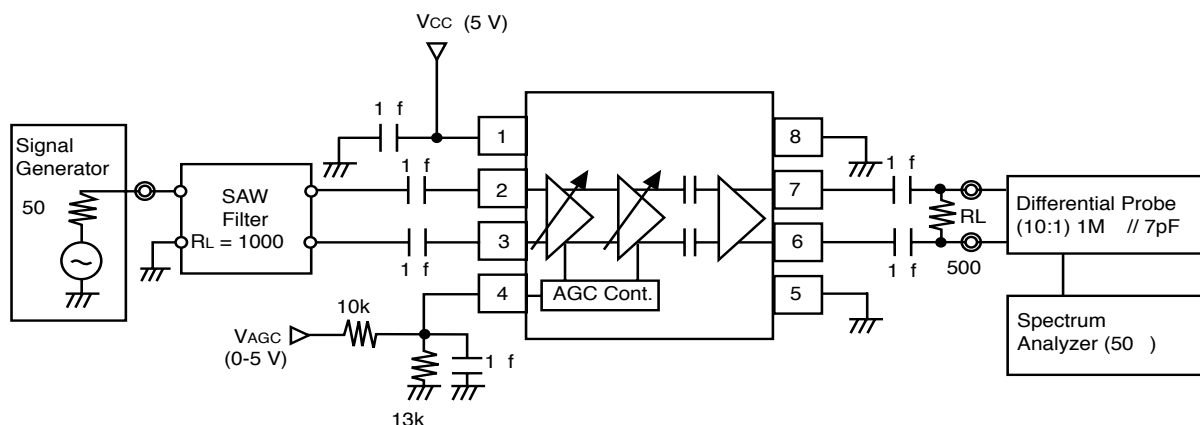 VCC (5 V)
1 f
Signal
Generator
50
SAW
Filter
RL = 1000
1 f
1 f
1
2
3
4
AGC Cont.
8
7
6
5
1 f
1 f
RL
500
Differential Probe
(10:1) 1M // 7pF
Spectrum
Analyzer (50 )
VAGC
(0-5 V)
10k
13k
1 f